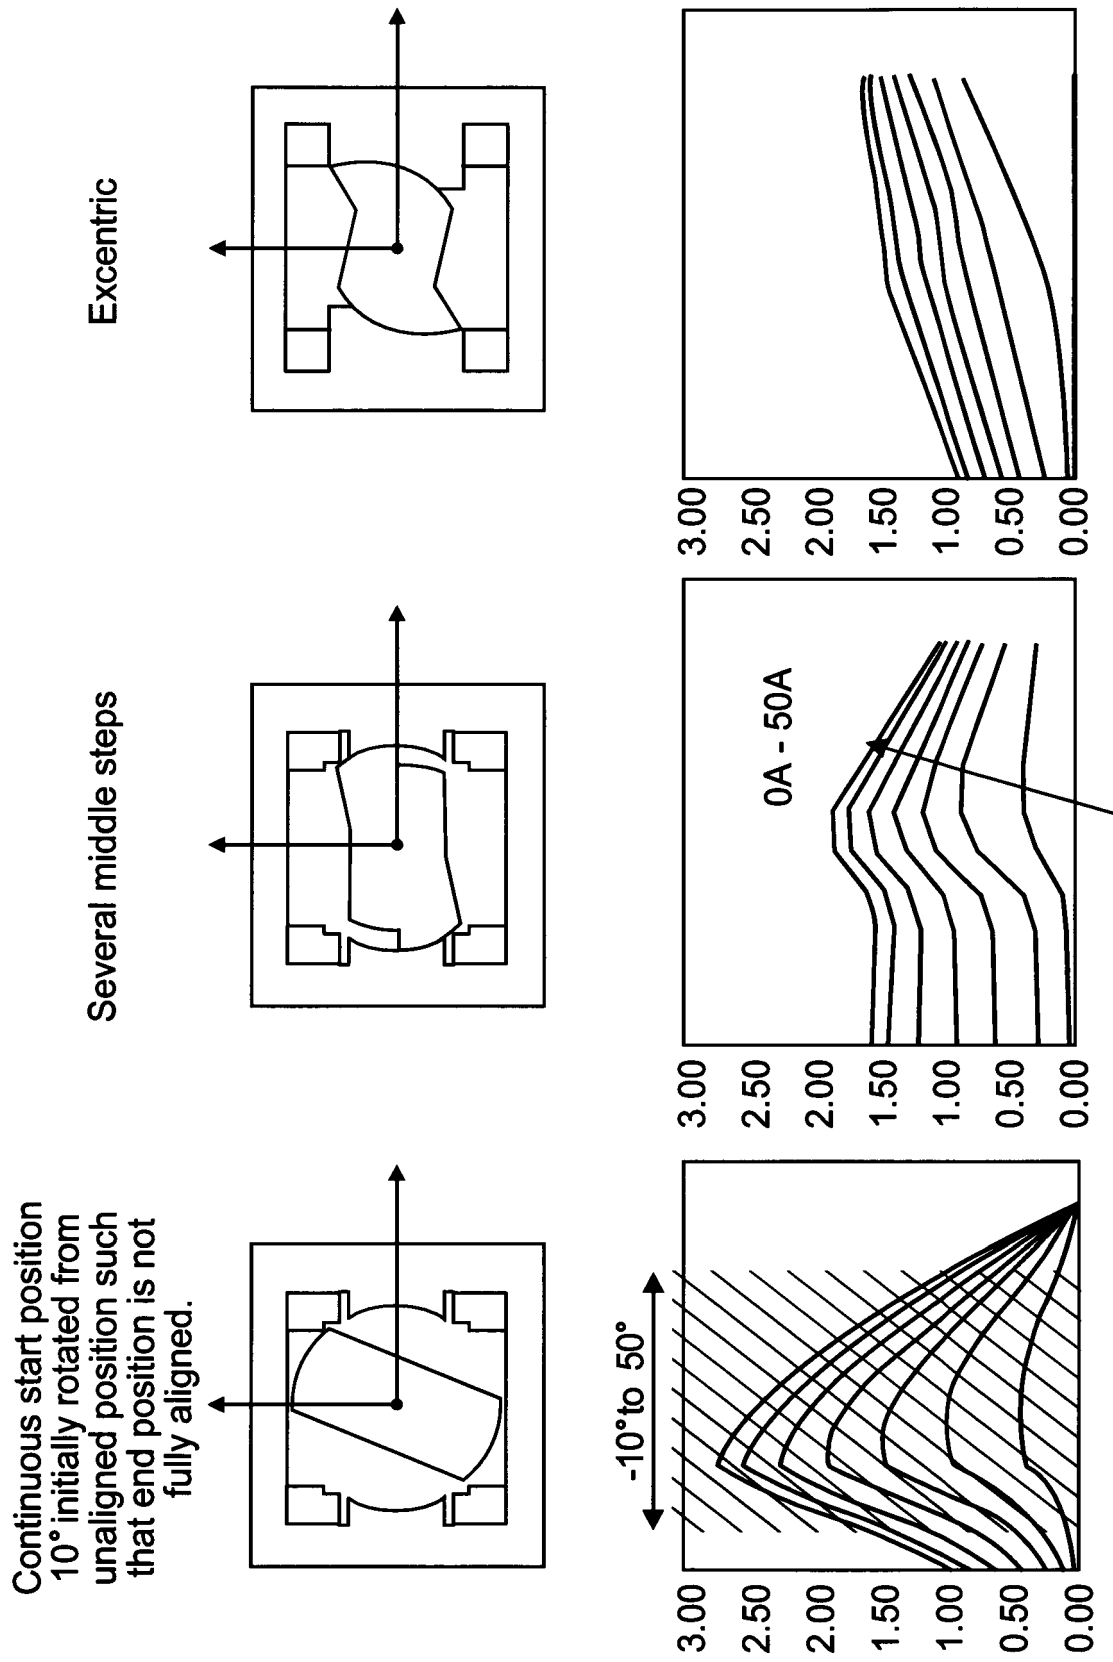 Continuous start position
10° initially rotated from
unaligned position such
that end position is not
fully aligned.
Several middle steps
Excentric
-10°to 50°
3.00
2.50
2.00
1.50
1.00
0.50
0.00
0A - 50A
3.00
2.50
2.00
1.50
1.00
0.50
0.00
3.00
2.50
2.00
1.50
1.00
0.50
0.00